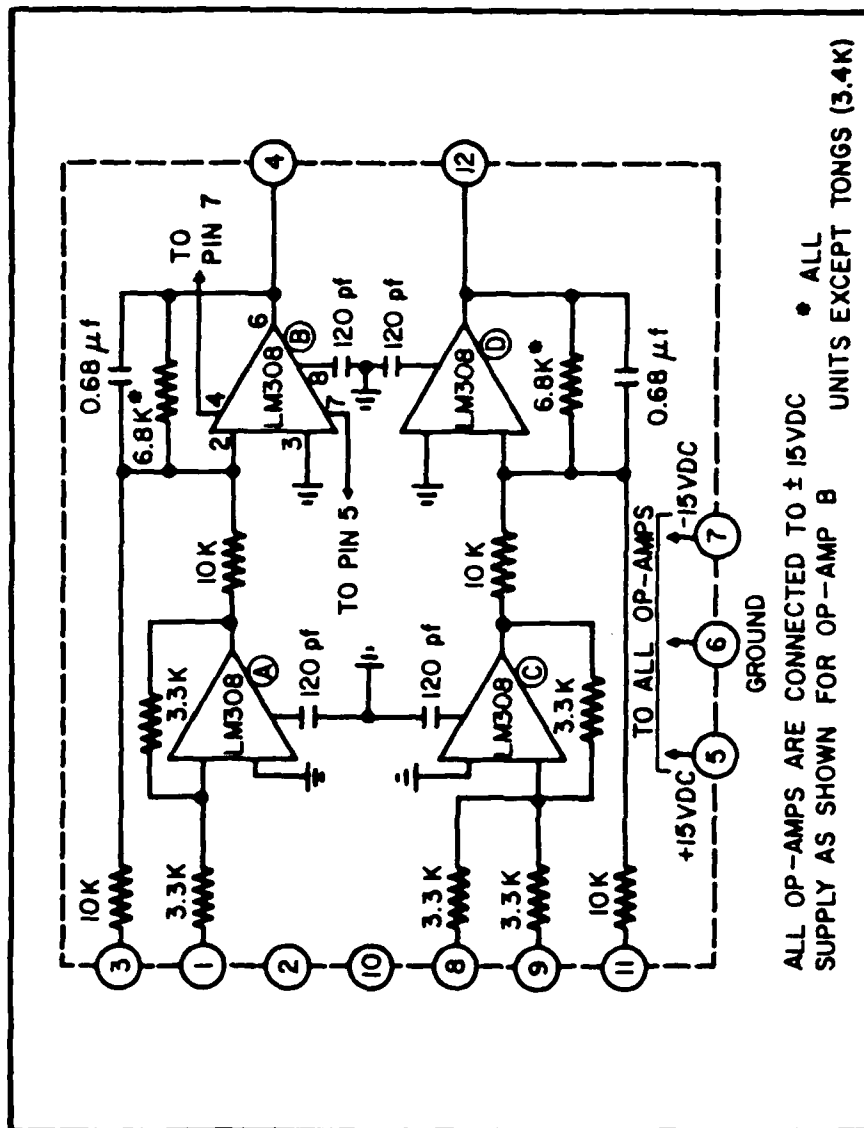 0.68 µf
6.8K*
TO
PIN 7
10K
3.3K
3.3K
10K
2
4
6
3
7
8
LM308
B
LM308
A
120 pf
120 pf
120 pf
120 pf
TO PIN 5
3
1
2
10
8
9
11
4
12
3.3K
3.3K
10K
LM308
C
3.3K
10K
LM308
D
6.8K*
0.68 µf
TO ALL OP-AMPS
+15VDC
-15VDC
5
6
7
GROUND
ALL OP-AMPS ARE CONNECTED TO ± 15VDC
SUPPLY AS SHOWN FOR OP-AMP B
* ALL
UNITS EXCEPT TONGS (3.4K)